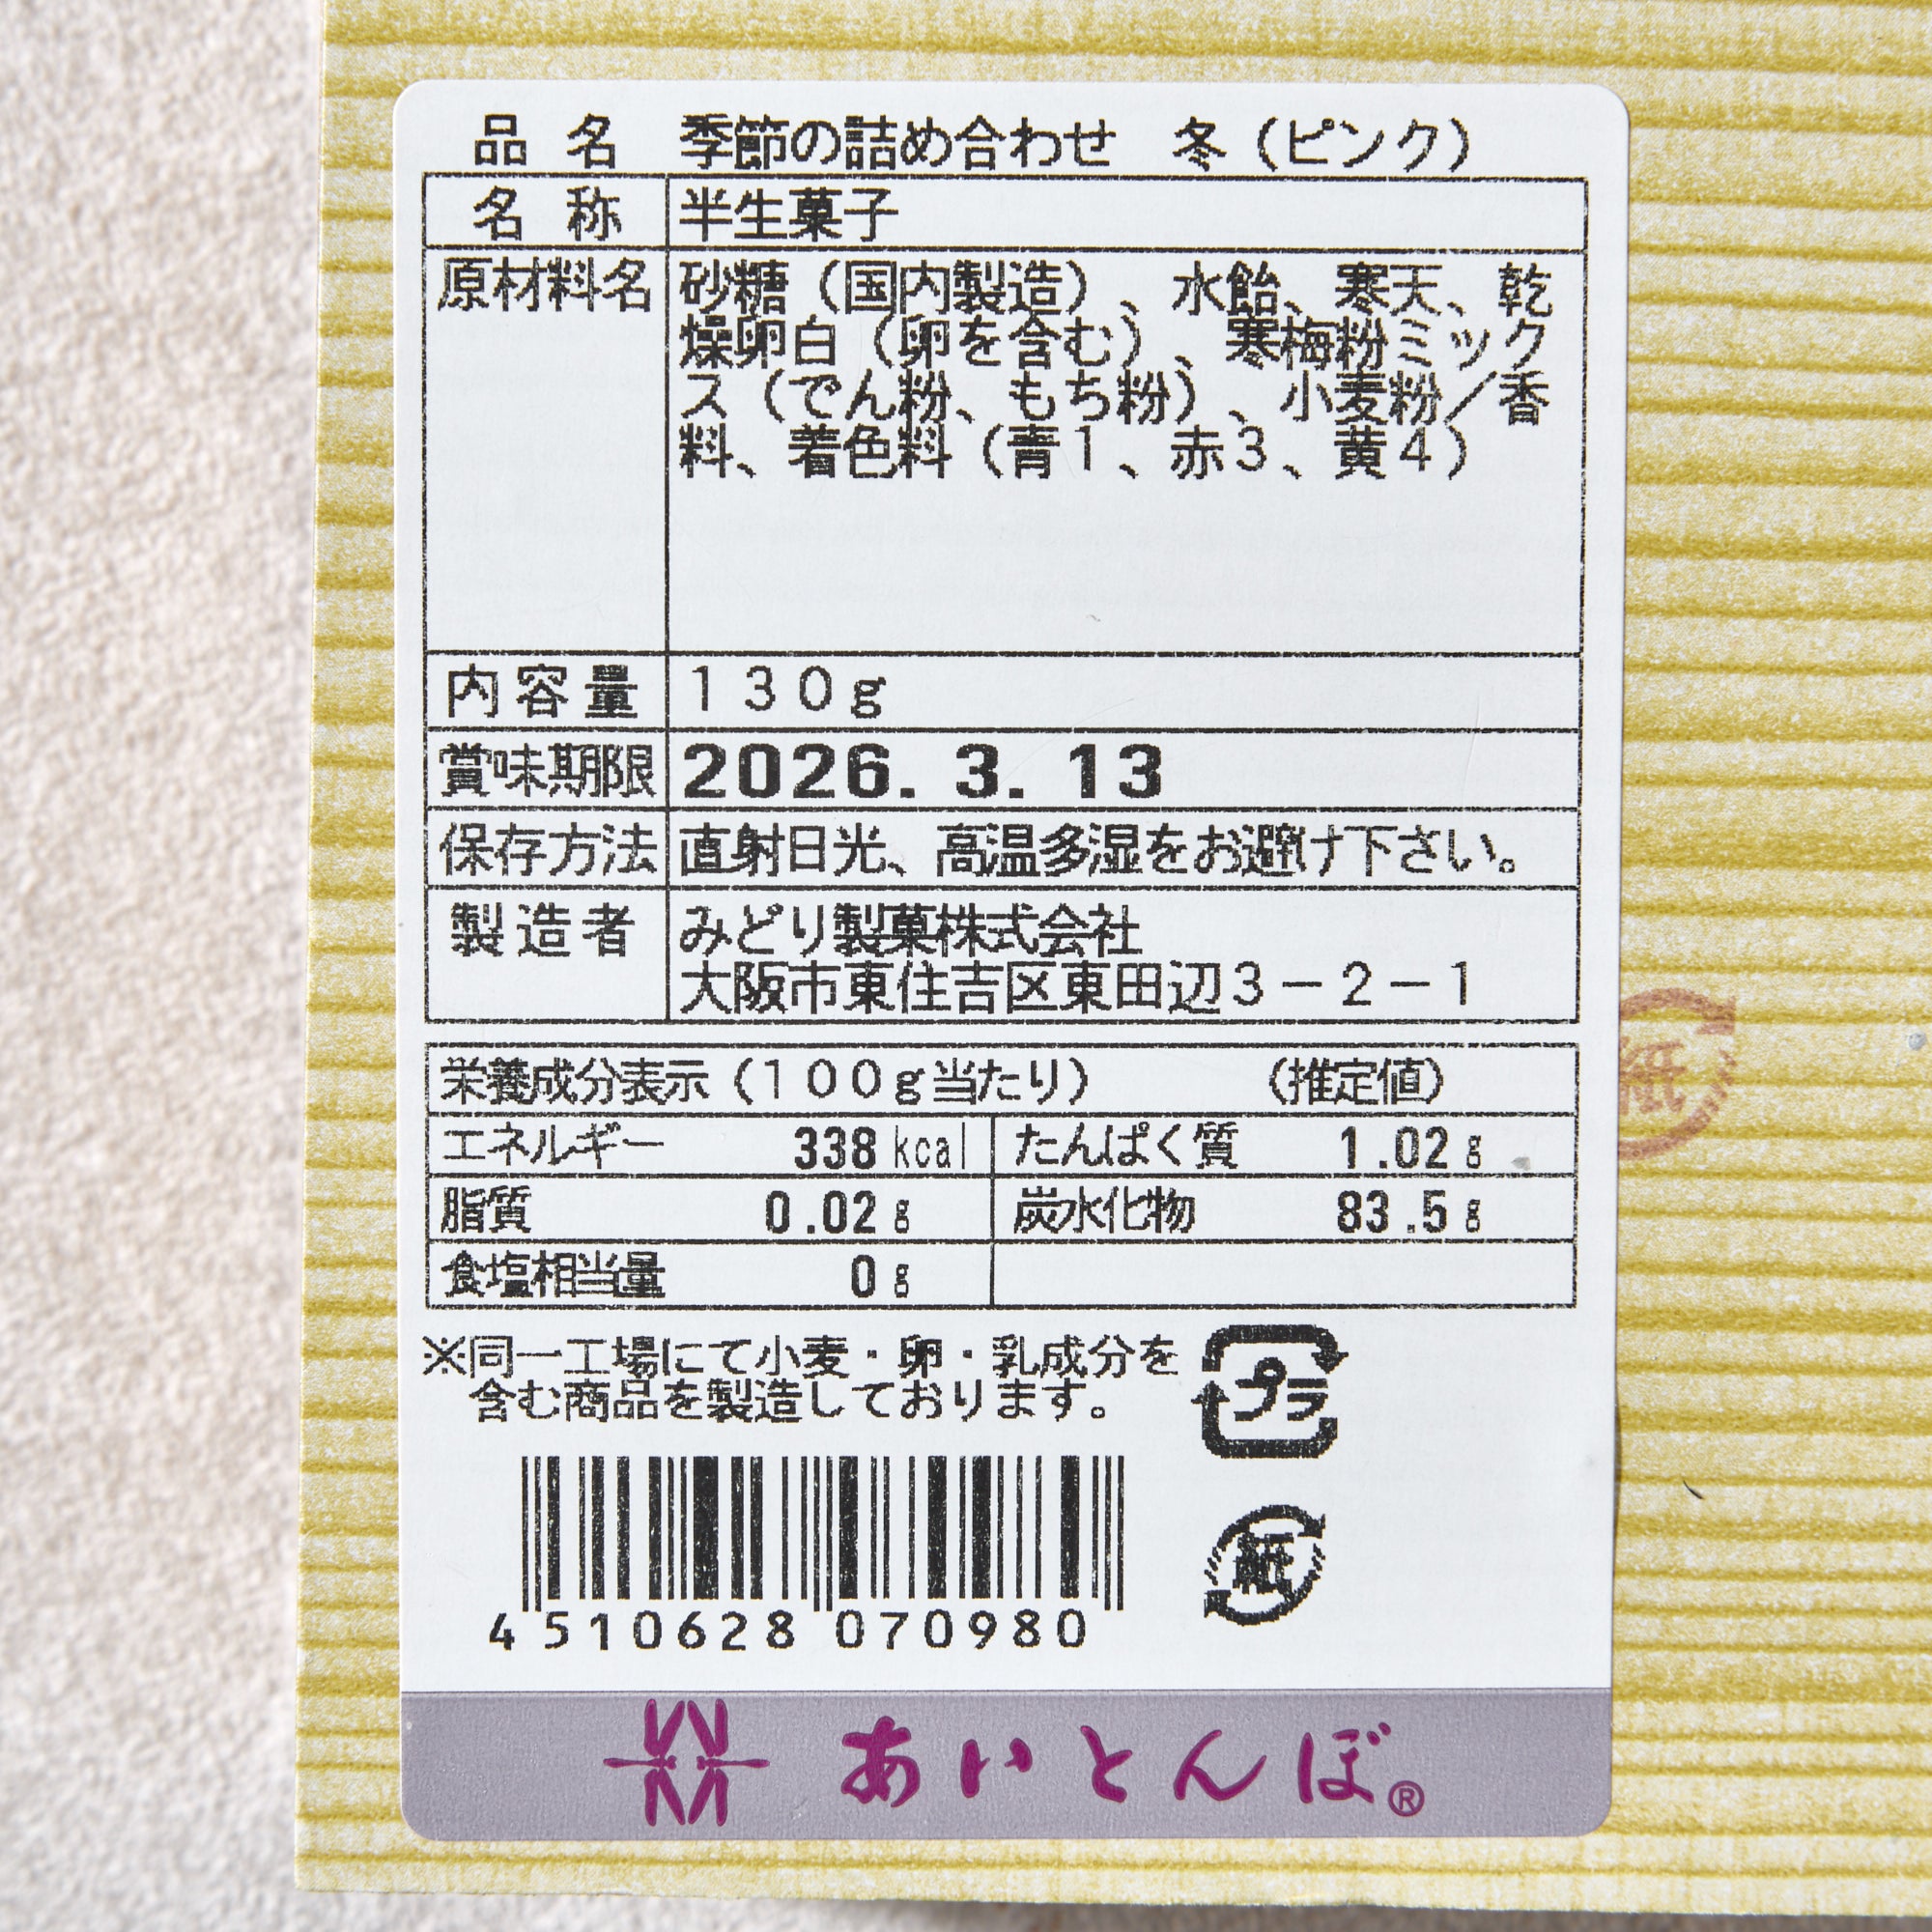 品名 季節の詰め合わせ 冬（ピンク）
名称 半生菓子
原材料名 砂糖（国内製造）、水飴、寒天、乾
燥卵白（卵を含む）、寒梅粉ミック
ス（でん粉、もち粉）、小麦粉／香
料、着色料（青１、赤３、黄４）
内容量 １３０ｇ
賞味期限 2026. 3. 13
保存方法 直射日光、高温多湿をお避け下さい。
製造者 みどり製菓株式会社
大阪市東住吉区東田辺３－２－１
栄養成分表示（１００ｇ当たり） （推定値）
エネルギー 338 kcal たんぱく質 1.02 g
脂質 0.02 g 炭水化物 83.5 g
食塩相当量 0 g
※同一工場にて小麦・卵・乳成分を
含む商品を製造しております。
プラ
紙
4 510628 070980
あいとんぼ®
紙